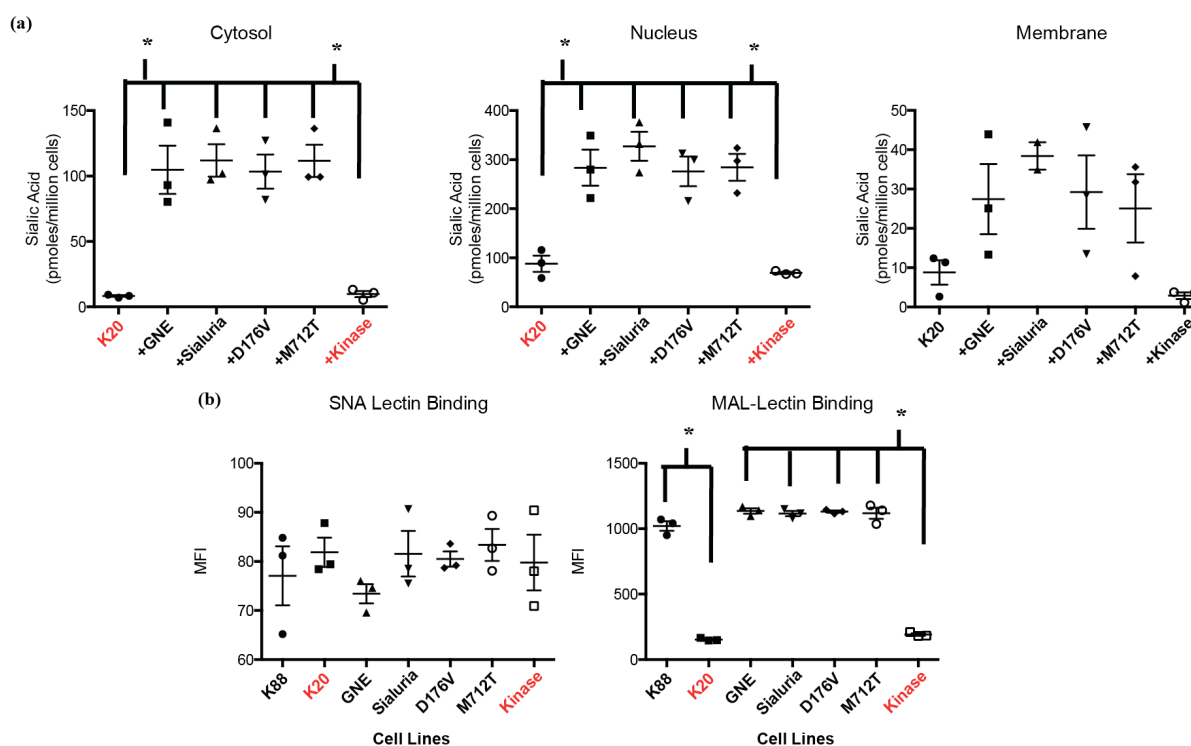 (a)
Cytosol
Nucleus
Membrane
*
*
*
*
Sialic Acid
(pmoles/million cells)
150
100
50
0
K20
+GNE
+Sialuria
+D176V
+M712T
+Kinase
Sialic Acid
(pmoles/million cells)
400
300
200
100
0
K20
+GNE
+Sialuria
+D176V
+M712T
+Kinase
Sialic Acid
(pmoles/million cells)
50
40
30
20
10
0
K20
+GNE
+Sialuria
+D176V
+M712T
+Kinase
(b)
SNA Lectin Binding
MAL-Lectin Binding
MFI
100
90
80
70
60
K88
K20
GNE
Sialuria
D176V
M712T
Kinase
Cell Lines
*
*
MFI
1500
1000
500
0
K88
K20
GNE
Sialuria
D176V
M712T
Kinase
Cell Lines